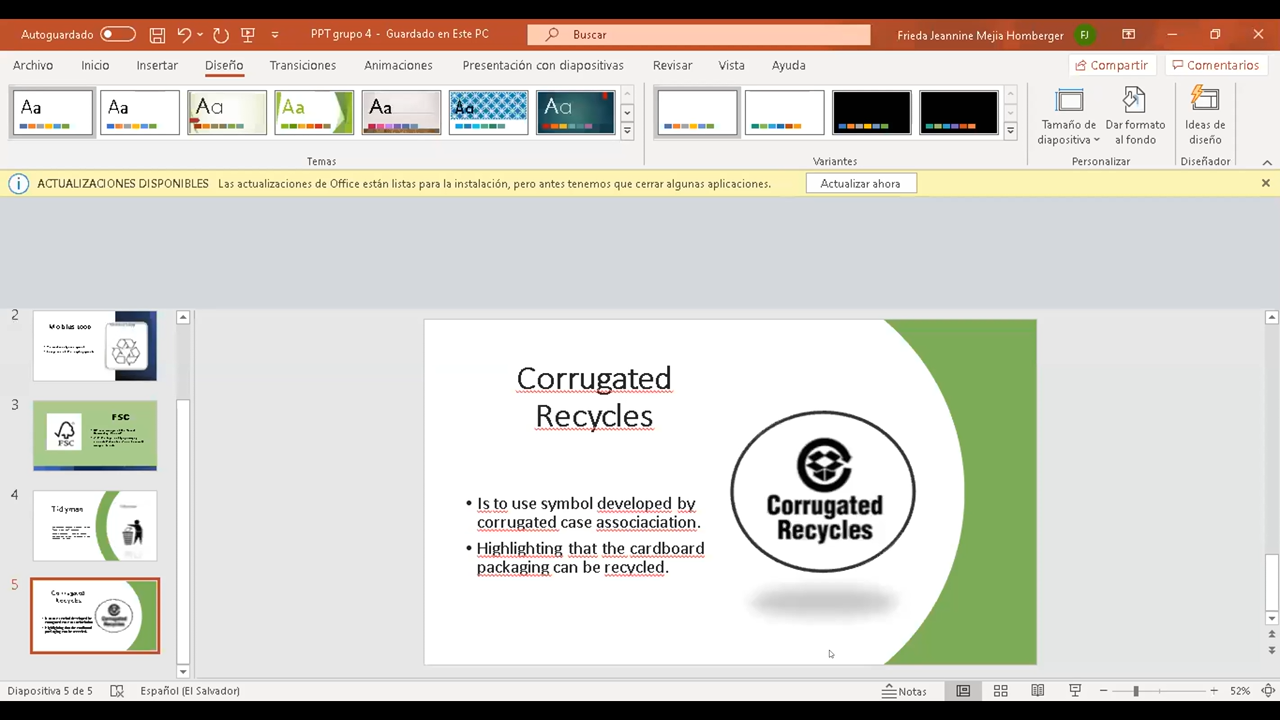 Autoguardado
PPT grupo 4 - Guardado en Este PC
Buscar
Frieda Jeannine Mejia Homberger
FJ
Archivo Inicio Insertar Diseño Transiciones Animaciones Presentación con diapositivas Revisar Vista Ayuda
Compartir
Comentarios
Aa Aa Aa Aa Aa Aa Aa
Tamaño de diapositiva
Dar formato al fondo
Ideas de diseño
Temas
Variantes
Personalizar
Diseñador
ACTUALIZACIONES DISPONIBLES Las actualizaciones de Office están listas para la instalación, pero antes tenemos que cerrar algunas aplicaciones.
Actualizar ahora
2
Mobius Loop
3
FSC
FSC
4
Tidyman
5
Corrugated
Recycles
Corrugated
Recycles
Corrugated
Recycles
• Is to use symbol developed by
corrugated case associaciation.
• Highlighting that the cardboard
packaging can be recycled.
Corrugated
Recycles
Diapositiva 5 de 5
Español (El Salvador)
Notas
52%